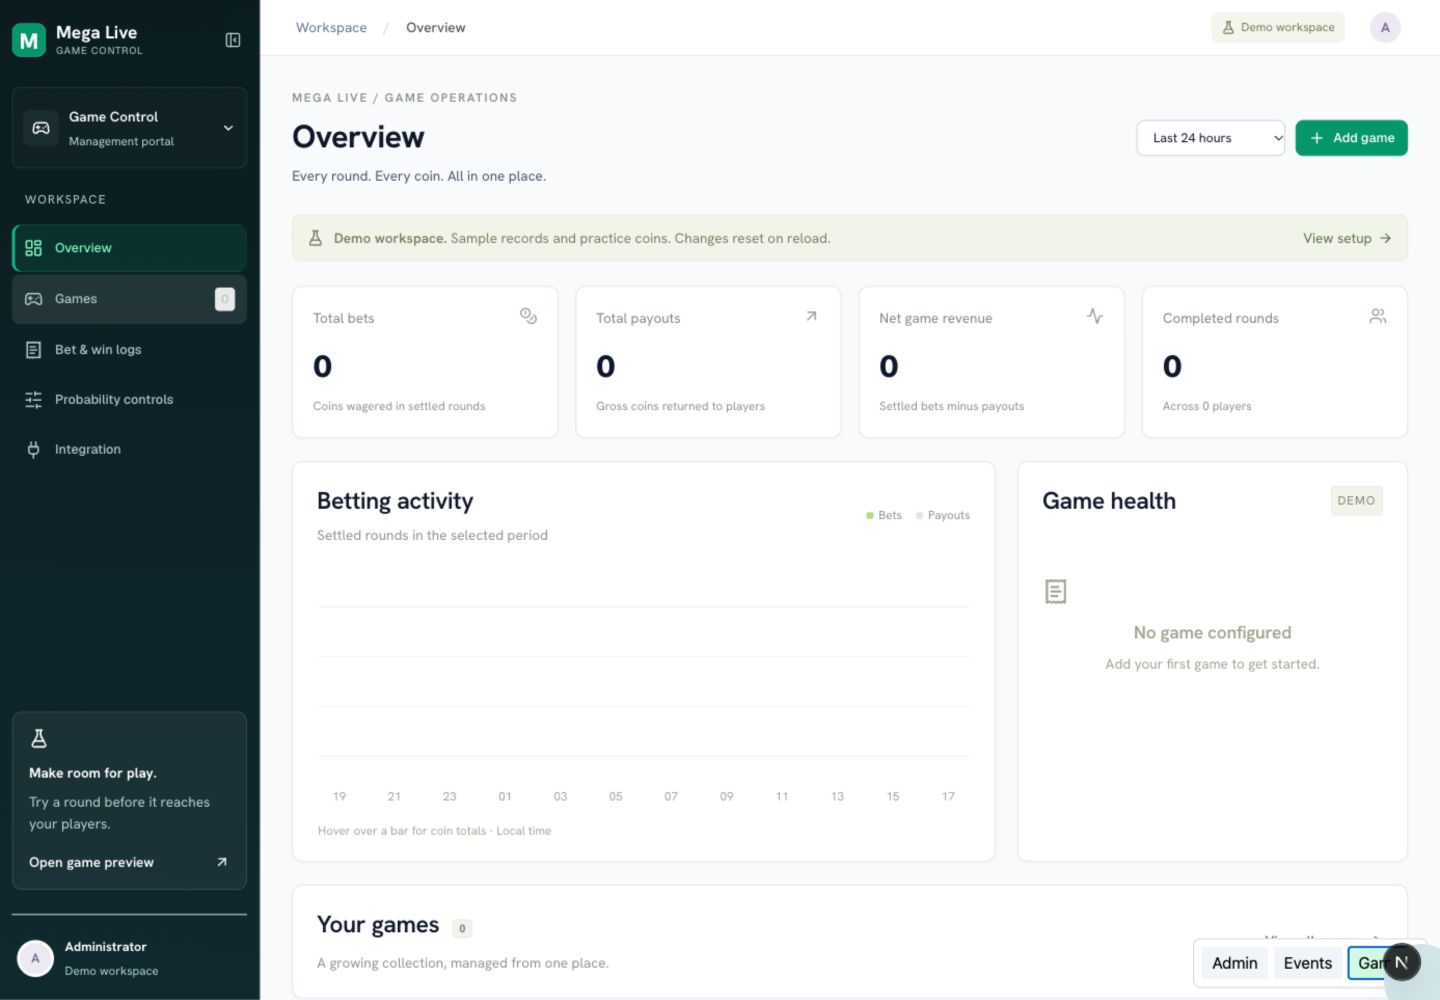 M
Mega Live
GAME CONTROL
Game Control
Management portal
WORKSPACE
Overview
Games
0
Bet & win logs
Probability controls
Integration
Make room for play.
Try a round before it reaches
your players.
Open game preview
A
Administrator
Demo workspace
Workspace / Overview
Demo workspace
A
MEGA LIVE / GAME OPERATIONS
Overview
Every round. Every coin. All in one place.
Last 24 hours
Add game
Demo workspace. Sample records and practice coins. Changes reset on reload.
View setup
Total bets
0
Coins wagered in settled rounds
Total payouts
0
Gross coins returned to players
Net game revenue
0
Settled bets minus payouts
Completed rounds
0
Across 0 players
Betting activity
Settled rounds in the selected period
Bets
Payouts
19 21 23 01 03 05 07 09 11 13 15 17
Hover over a bar for coin totals · Local time
Game health
DEMO
No game configured
Add your first game to get started.
Your games
0
A growing collection, managed from one place.
Admin
Events
N